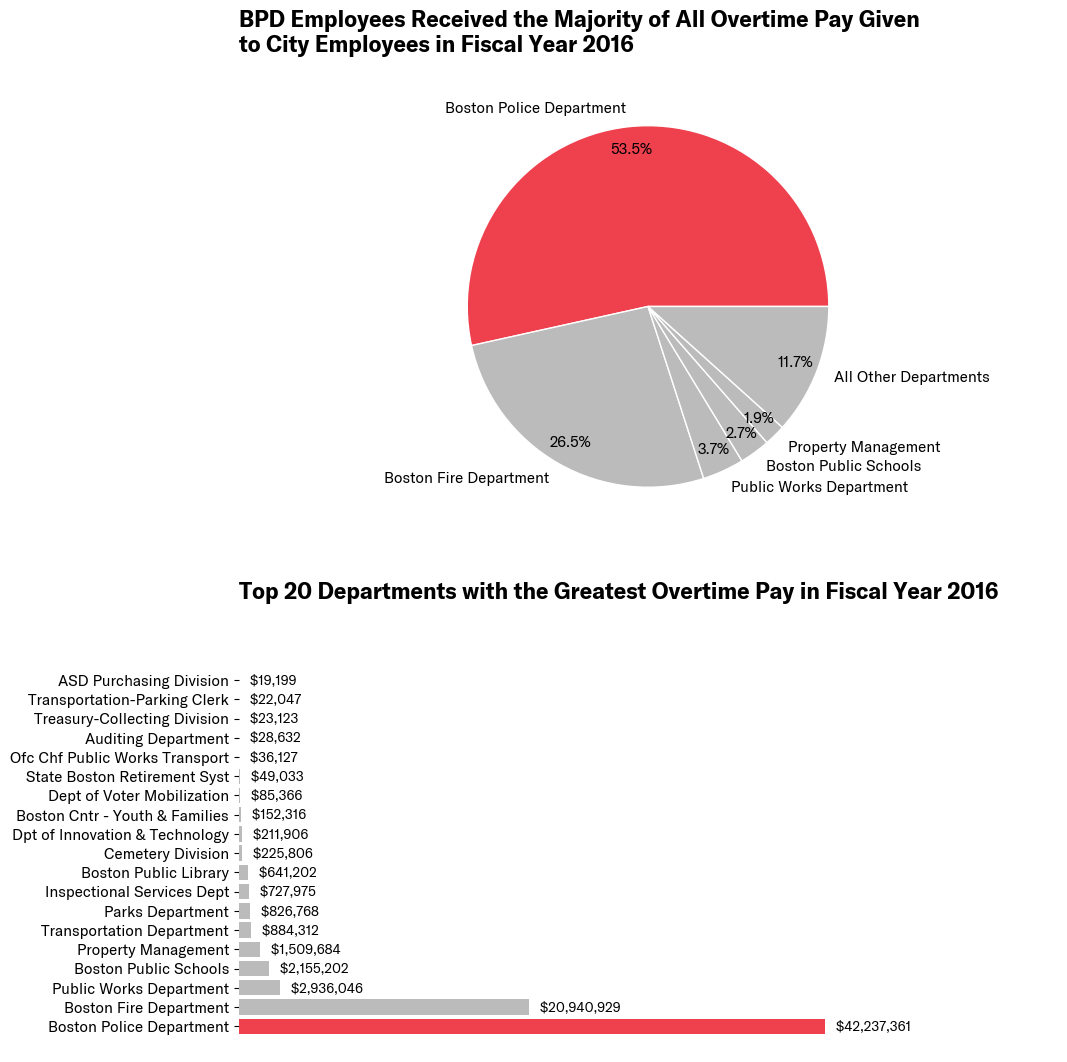 BPD Employees Received the Majority of All Overtime Pay Given
to City Employees in Fiscal Year 2016
Boston Police Department
53.5%
11.7%
All Other Departments
1.9%
2.7%
26.5%
3.7%
Property Management
Boston Public Schools
Boston Fire Department
Public Works Department
Top 20 Departments with the Greatest Overtime Pay in Fiscal Year 2016
ASD Purchasing Division $19,199
Transportation-Parking Clerk $22,047
Treasury-Collecting Division $23,123
Auditing Department $28,632
Ofc Chf Public Works Transport $36,127
State Boston Retirement Syst $49,033
Dept of Voter Mobilization $85,366
Boston Cntr - Youth & Families $152,316
Dpt of Innovation & Technology $211,906
Cemetery Division $225,806
Boston Public Library $641,202
Inspectional Services Dept $727,975
Parks Department $826,768
Transportation Department $884,312
Property Management $1,509,684
Boston Public Schools $2,155,202
Public Works Department $2,936,046
Boston Fire Department $20,940,929
Boston Police Department $42,237,361